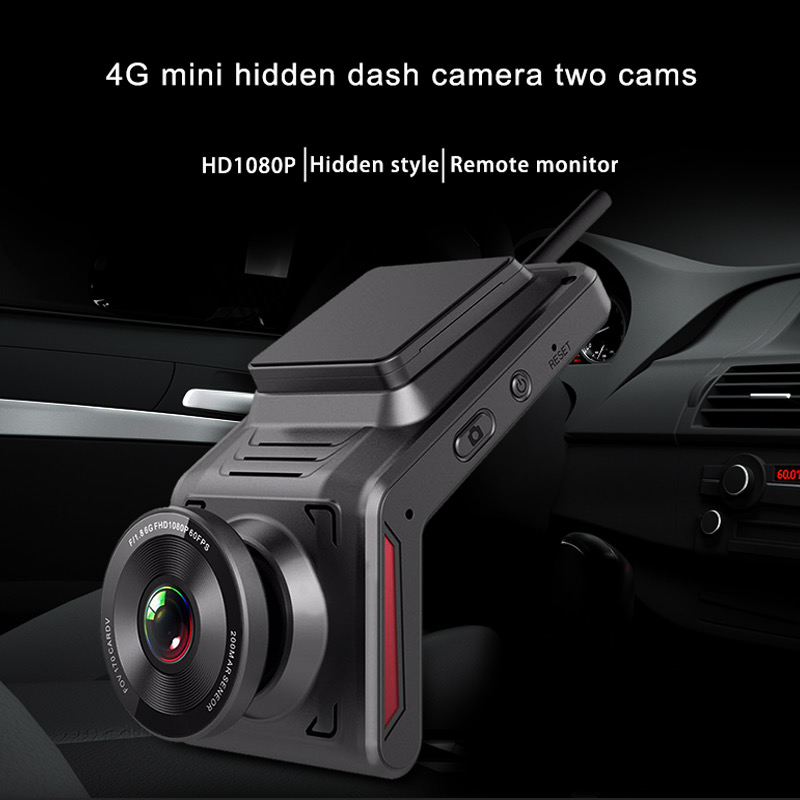 4G mini hidden dash camera two cams
HD1080P | Hidden style | Remote monitor
RESET
F/1.8 6G FHD1080P 60FPS
FOV 170 CARDV
200MAR SENEOR
60.0